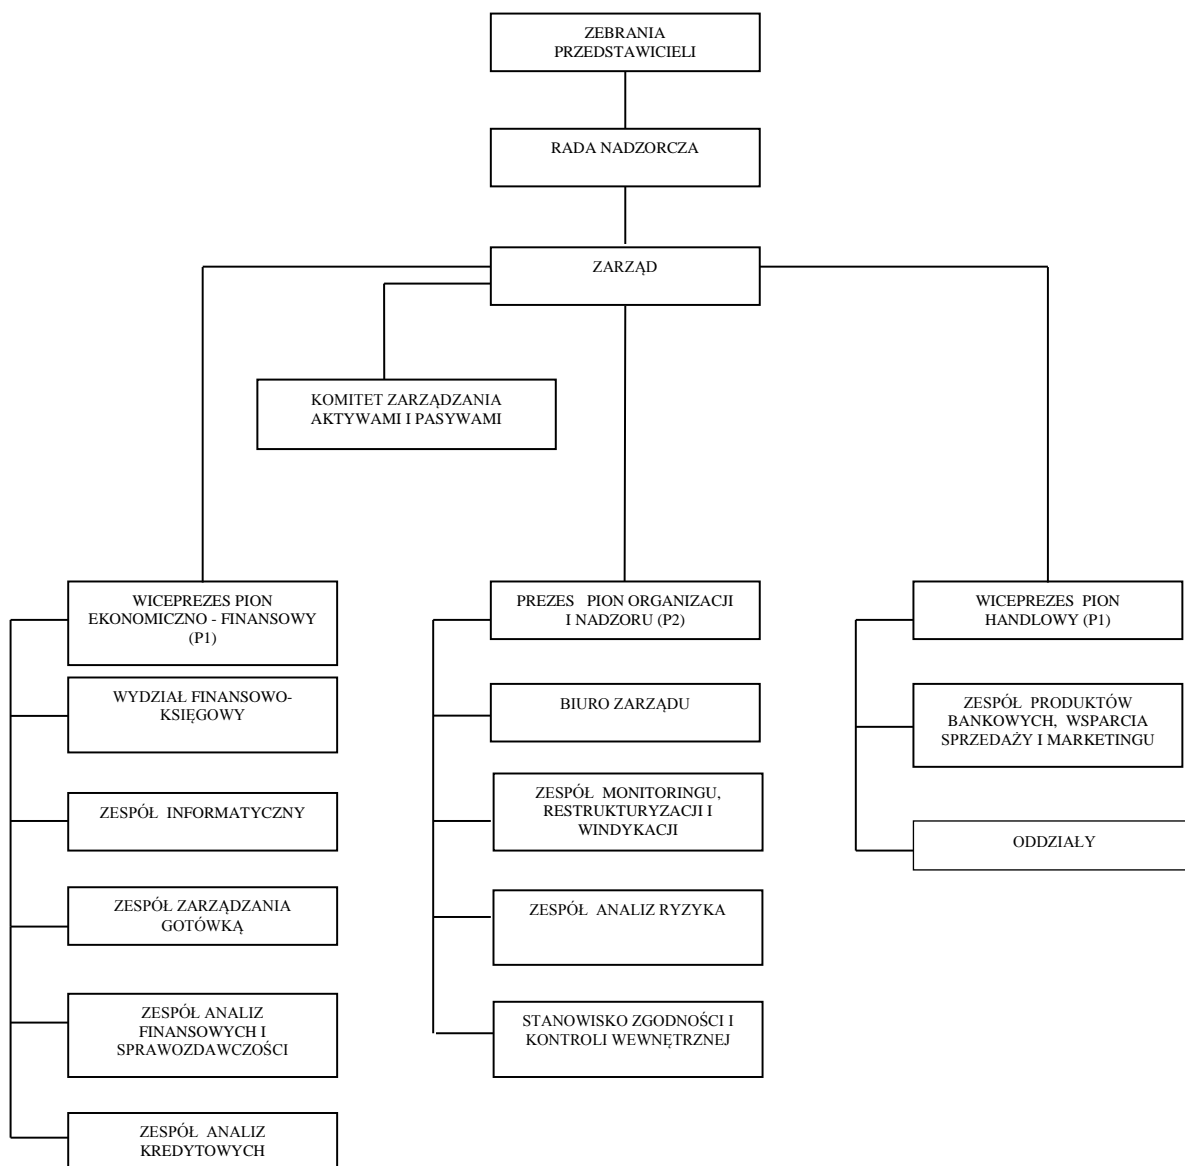 ZEBRANIA
PRZEDSTAWICIELI
RADA NADZORCZA
ZARZĄD
KOMITET ZARZĄDZANIA
AKTYWAMI I PASYWAMI
WICEPREZES PION
EKONOMICZNO - FINANSOWY
(P1)
WYDZIAŁ FINANSOWO-
KSIĘGOWY
ZESPÓŁ INFORMATYCZNY
ZESPÓŁ ZARZĄDZANIA
GOTÓWKĄ
ZESPÓŁ ANALIZ
FINANSOWYCH I
SPRAWOZDAWCZOŚCI
ZESPÓŁ ANALIZ
KREDYTOWYCH
PREZES PION ORGANIZACJI
I NADZORU (P2)
BIURO ZARZĄDU
ZESPÓŁ MONITORINGU,
RESTRUKTURYZACJI I
WINDYKACJI
ZESPÓŁ ANALIZ RYZYKA
STANOWISKO ZGODNOŚCI I
KONTROLI WEWNĘTRZNEJ
WICEPREZES PION
HANDLOWY (P1)
ZESPÓŁ PRODUKTÓW
BANKOWYCH, WSPARCIA
SPRZEDAŻY I MARKETINGU
ODDZIAŁY